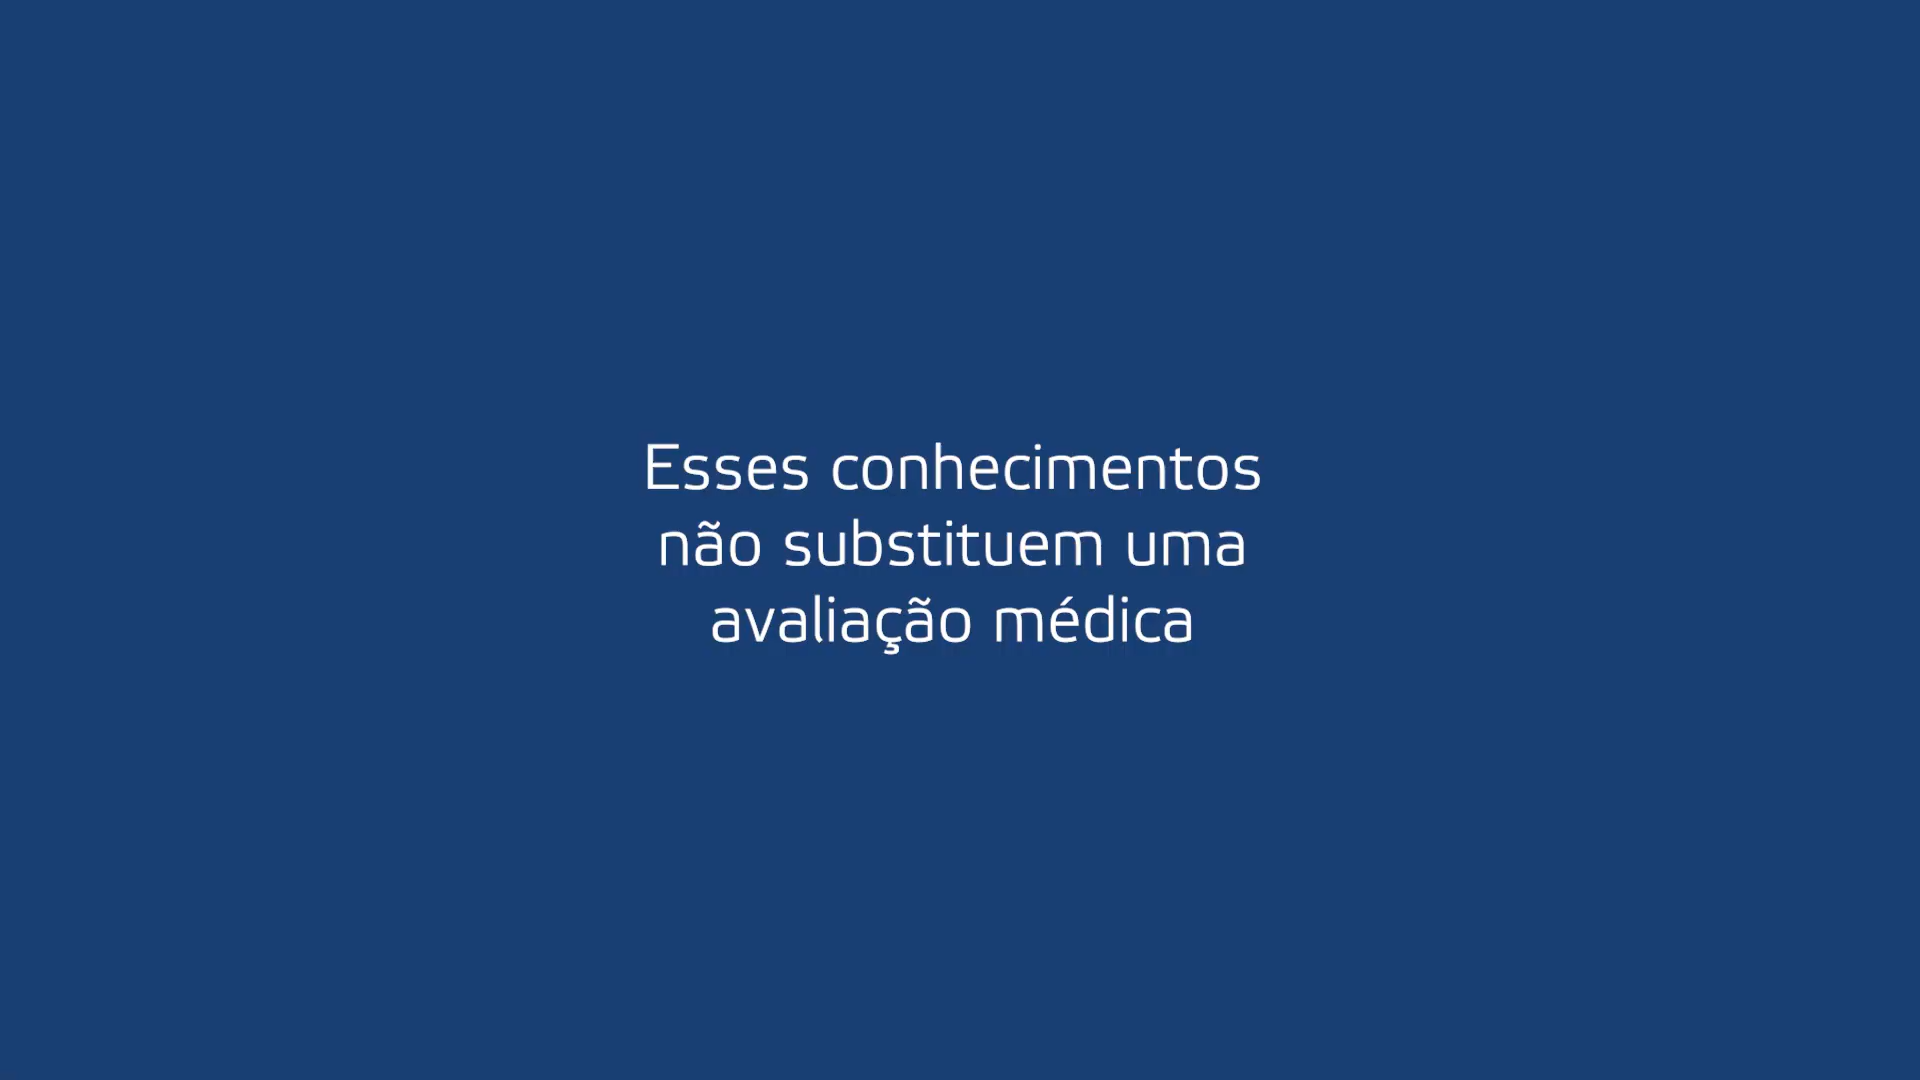 Esses conhecimentos
não substituem uma
avaliação médica